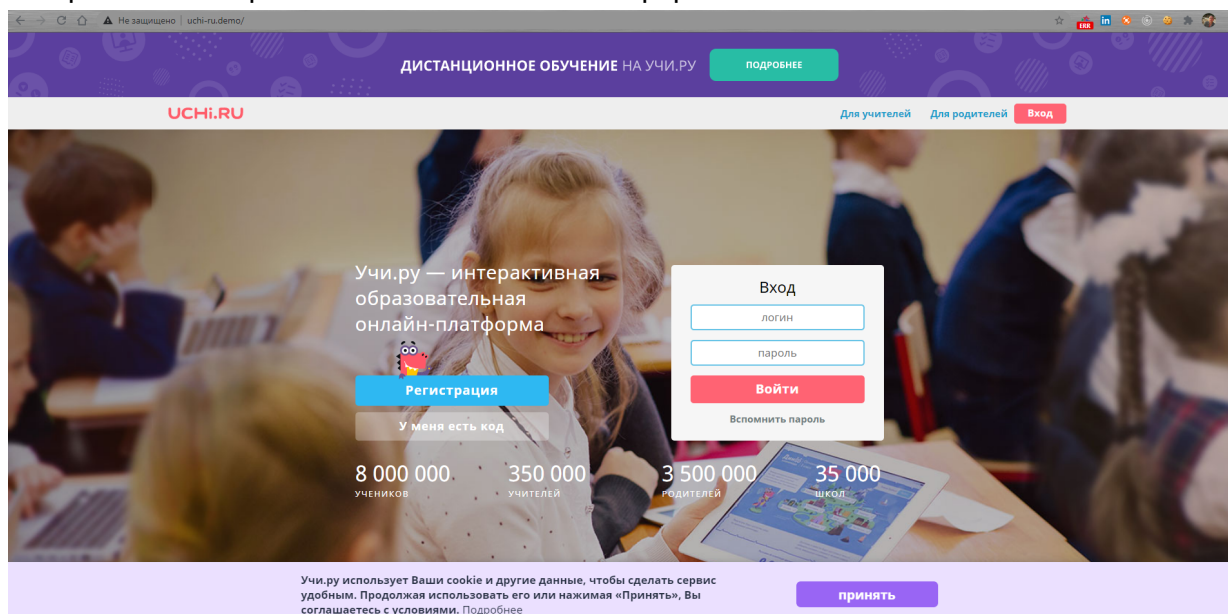 Не защищено | uchi-ru.demo/
ERR
in
ДИСТАНЦИОННОЕ ОБУЧЕНИЕ НА УЧИ.РУ
ПОДРОБНЕЕ
UCHi.RU
Для учителей
Для родителей
Вход
Учи.ру — интерактивная
образовательная
онлайн-платформа
Регистрация
У меня есть код
Вход
логин
пароль
Войти
Вспомнить пароль
8 000 000
УЧЕНИКОВ
350 000
УЧИТЕЛЕЙ
3 500 000
РОДИТЕЛЕЙ
35 000
ШКОЛ
Учи.ру использует Ваши cookie и другие данные, чтобы сделать сервис
удобным. Продолжая использовать его или нажимая «Принять», Вы
соглашаетесь с условиями. Подробнее
принять